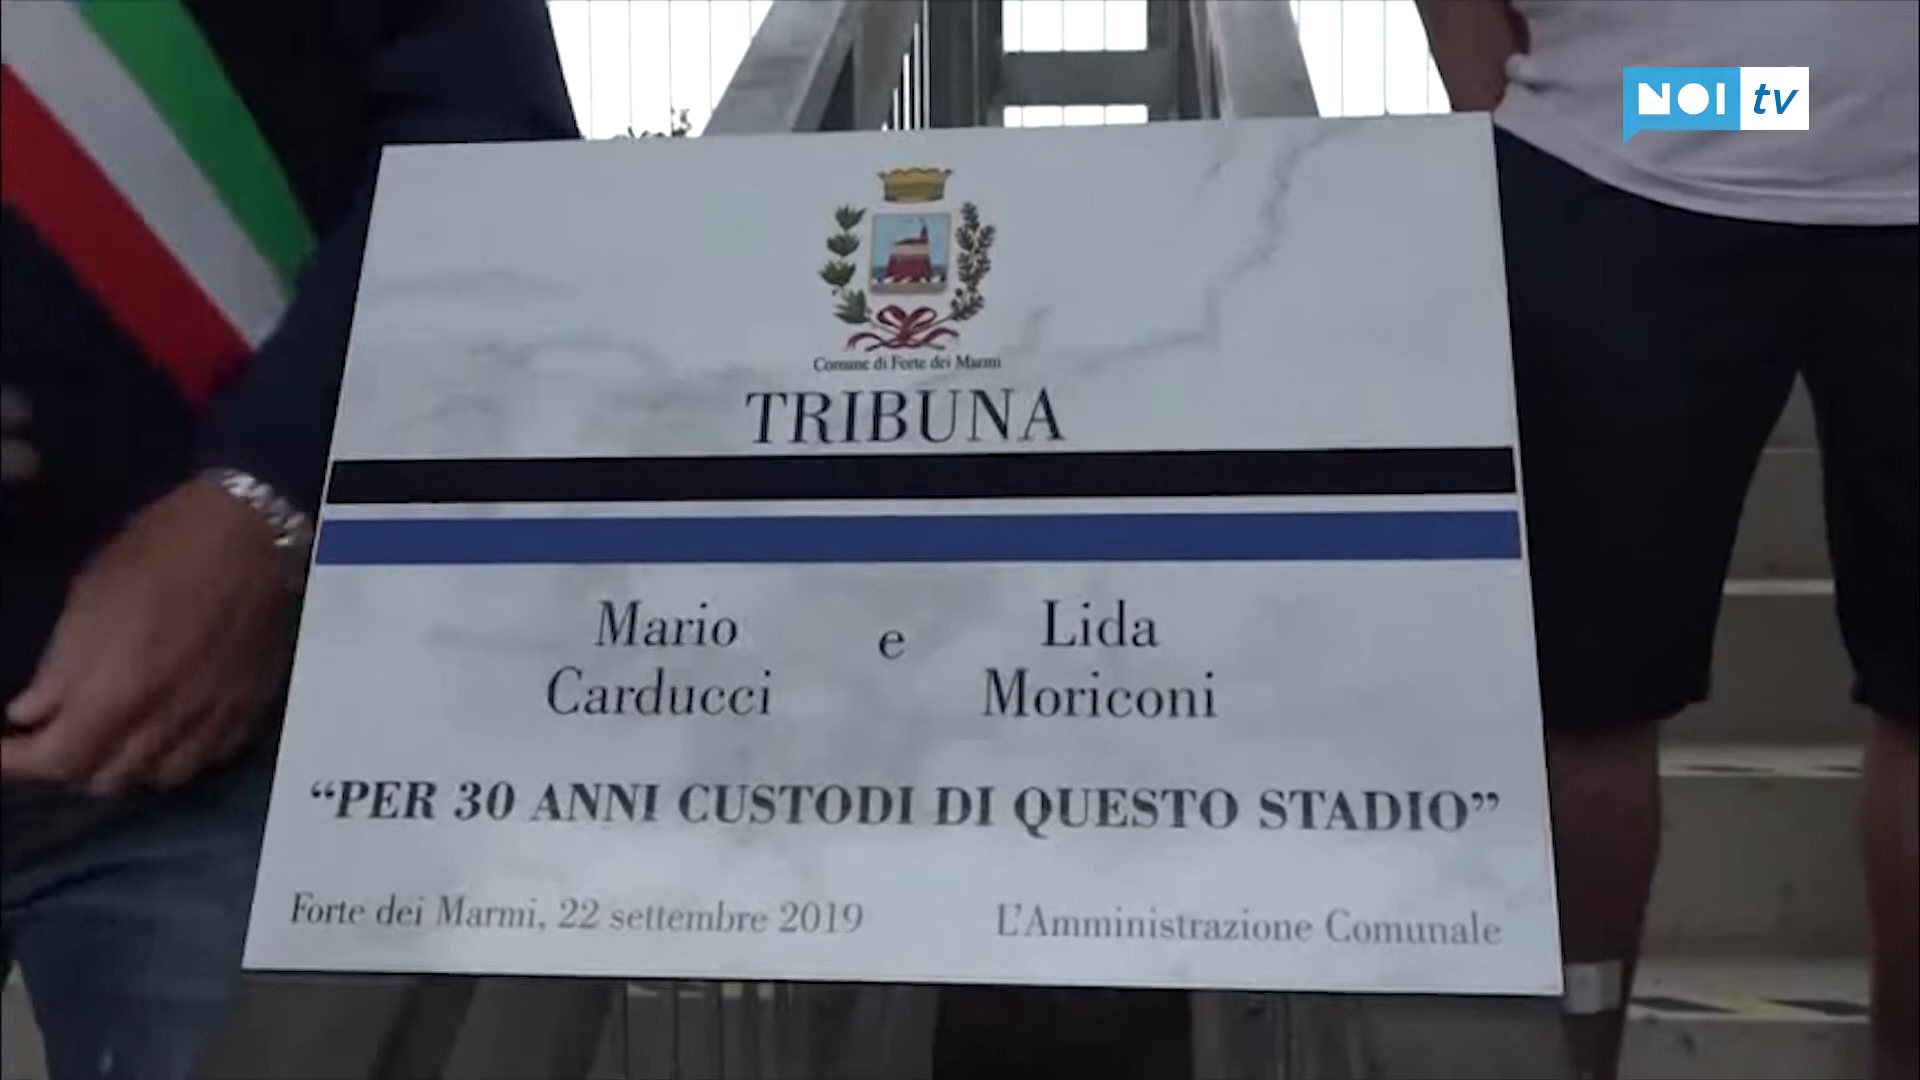 NOI tv
Comune di Forte dei Marmi
TRIBUNA
Mario e Lida
Carducci Moriconi
“PER 30 ANNI CUSTODI DI QUESTO STADIO”
Forte dei Marmi, 22 settembre 2019 L’Amministrazione Comunale